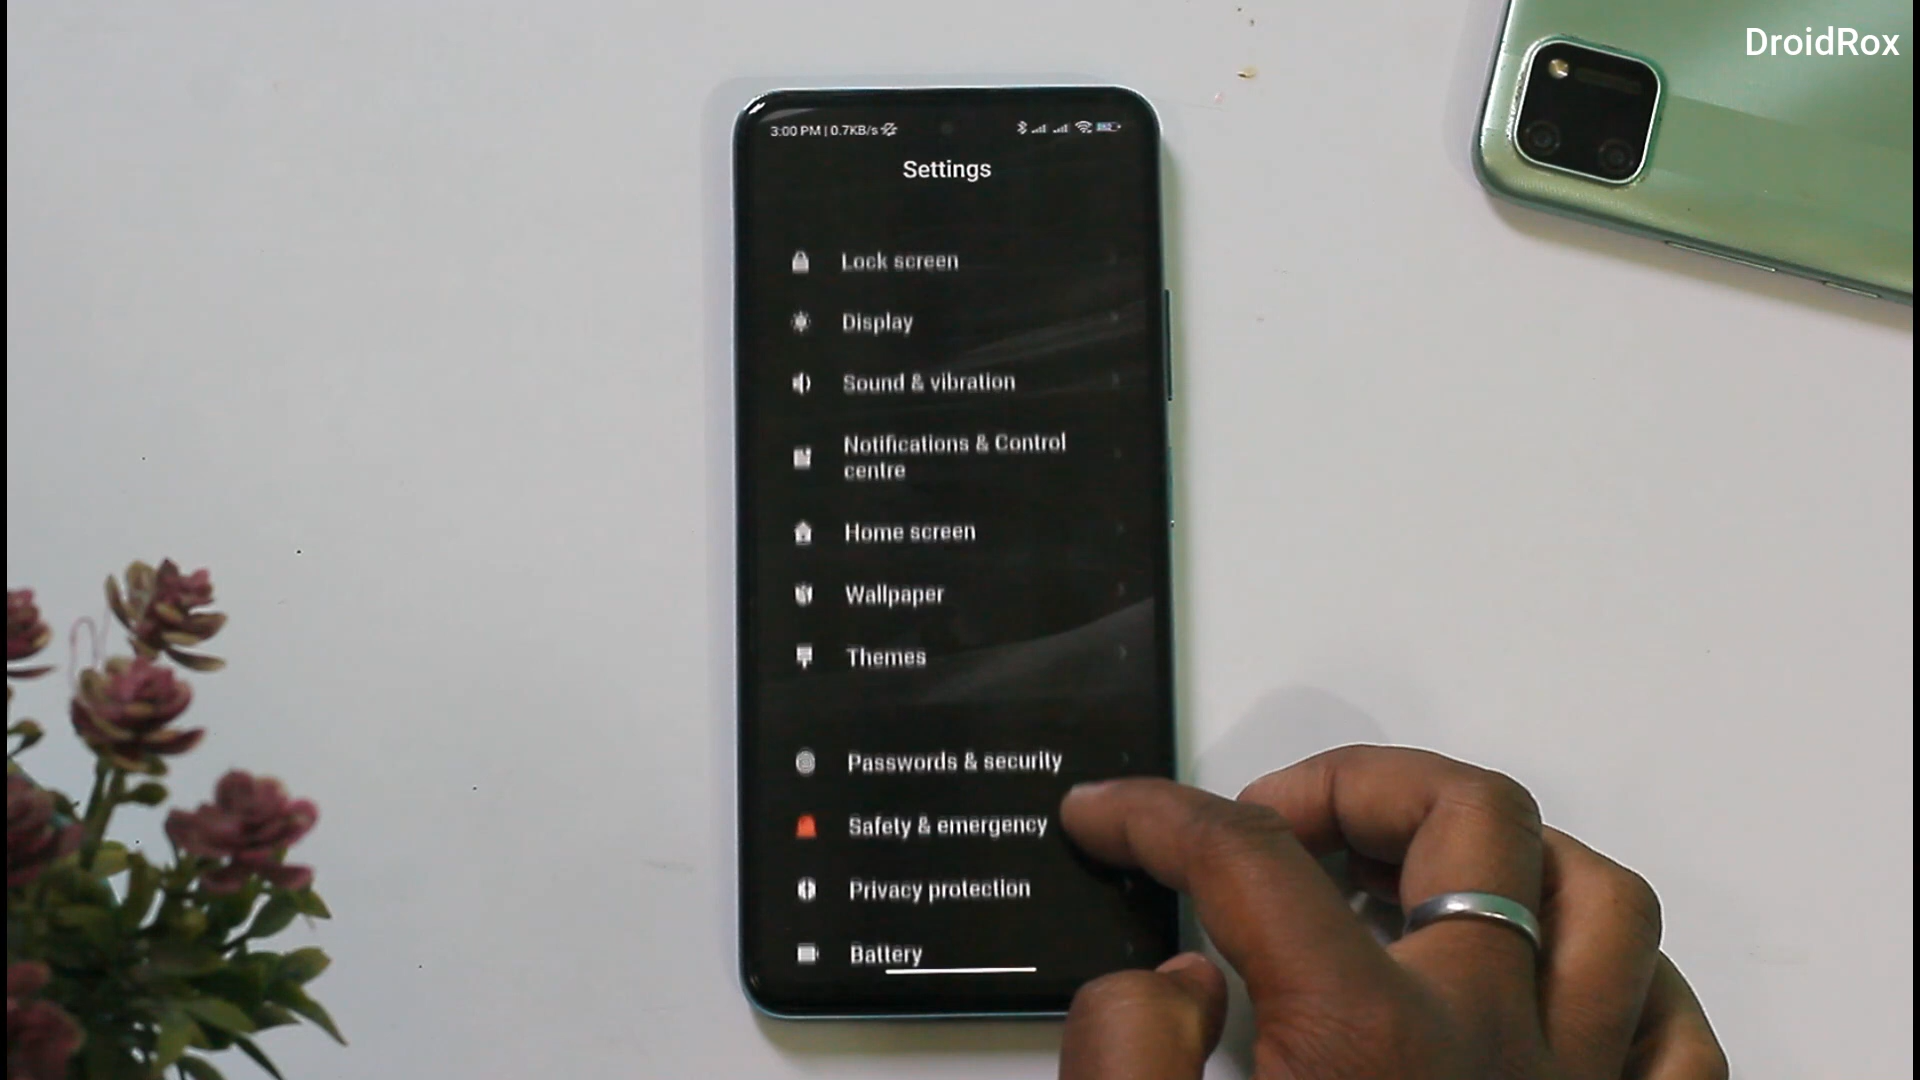 DroidRox
3:00 PM | 0.7KB/s
Settings
Lock screen
Display
Sound & vibration
Notifications & Control
centre
Home screen
Wallpaper
Themes
Passwords & security
Safety & emergency
Privacy protection
Battery